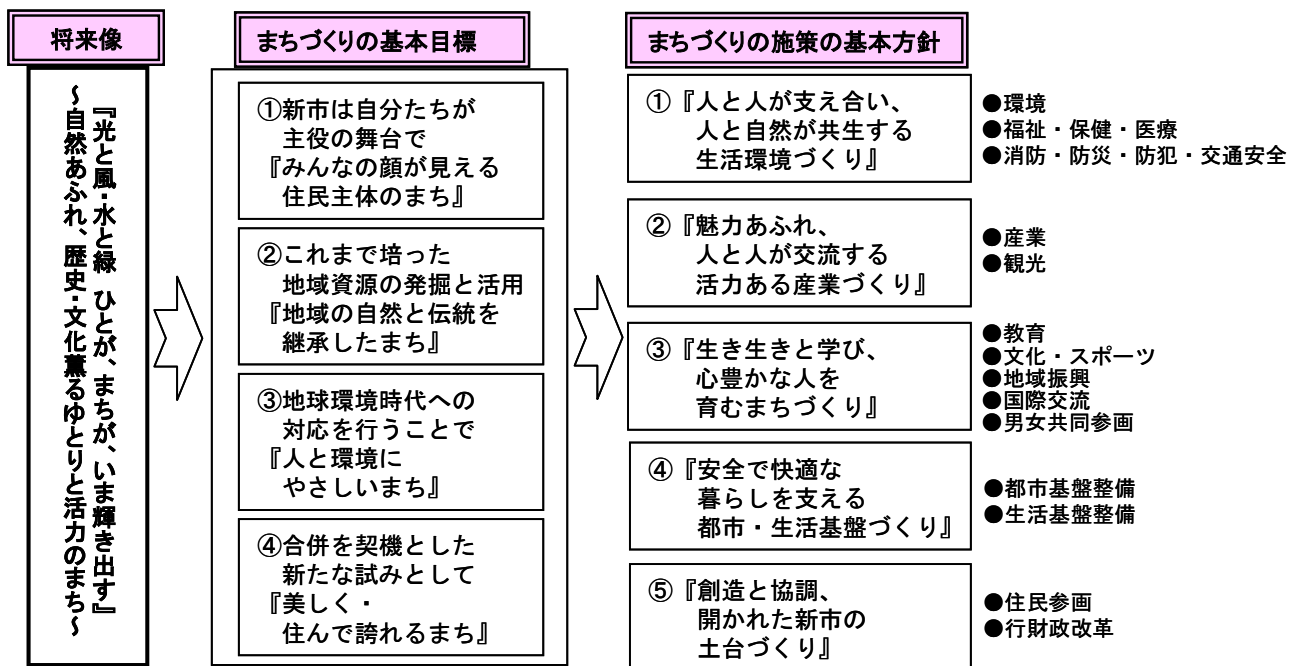 将来像
『光と風・水と緑 ひとが、まちが、いま輝き出す』
～自然あふれ、歴史・文化薫るゆとりと活力のまち～
まちづくりの基本目標
①新市は自分たちが
主役の舞台で
『みんなの顔が見える
住民主体のまち』
②これまで培った
地域資源の発掘と活用
『地域の自然と伝統を
継承したまち』
③地球環境時代への
対応を行うことで
『人と環境に
やさしいまち』
④合併を契機とした
新たな試みとして
『美しく・
住んで誇れるまち』
まちづくりの施策の基本方針
①『人と人が支え合い、
人と自然が共生する
生活環境づくり』
●環境
●福祉・保健・医療
●消防・防災・防犯・交通安全
②『魅力あふれ、
人と人が交流する
活力ある産業づくり』
●産業
●観光
③『生き生きと学び、
心豊かな人を
育むまちづくり』
●教育
●文化・スポーツ
●地域振興
●国際交流
●男女共同参画
④『安全で快適な
暮らしを支える
都市・生活基盤づくり』
●都市基盤整備
●生活基盤整備
⑤『創造と協調、
開かれた新市の
土台づくり』
●住民参画
●行財政改革